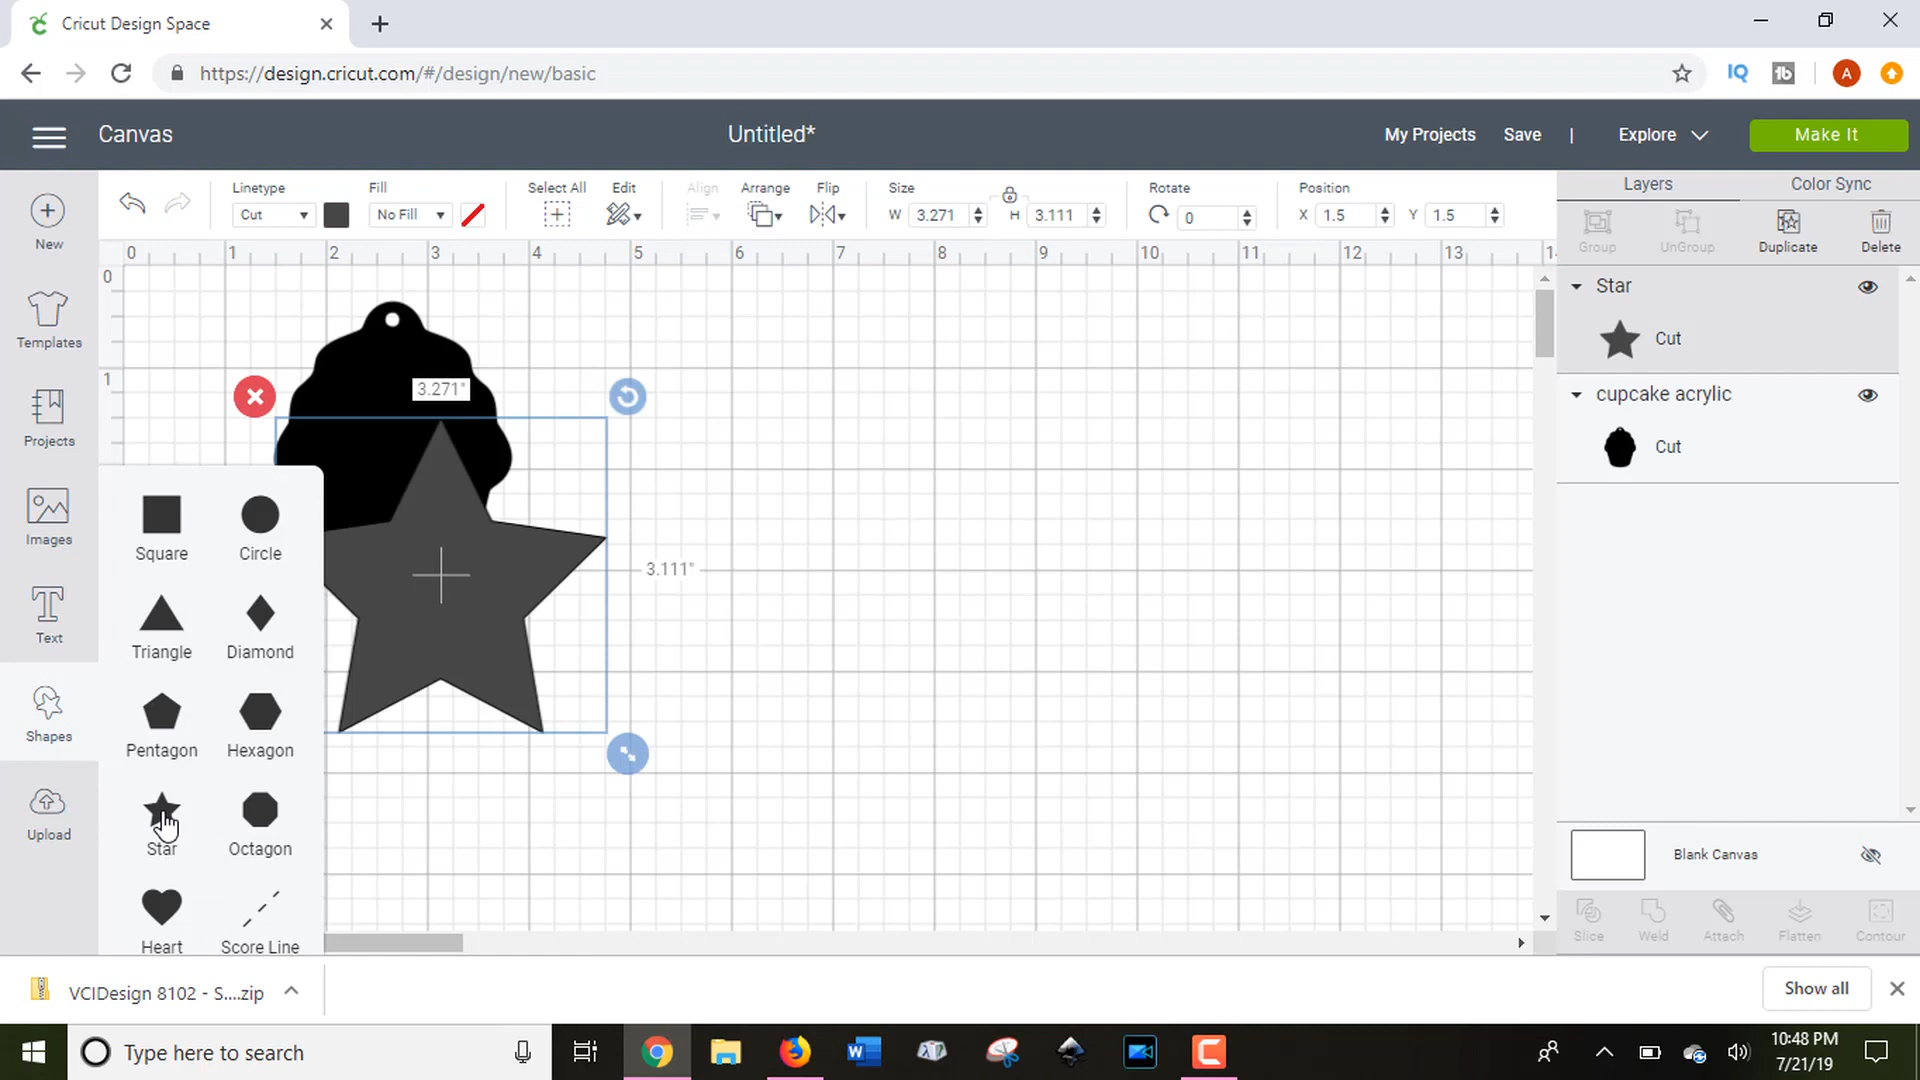 Cricut Design Space
https://design.cricut.com/#/design/new/basic
IQ
tb
A
Canvas
Untitled*
My Projects Save | Explore
Make It
New
Templates
Projects
Images
Text
Shapes
Upload
Linetype
Cut
Fill
No Fill
Select All
Edit
Align
Arrange
Flip
Size
W 3.271
H 3.111
Rotate
0
Position
X 1.5
Y 1.5
0 1 2 3 4 5 6 7 8 9 10 11 12 13
0
1
3.271"
3.111"
Square Circle
Triangle Diamond
Pentagon Hexagon
Star Octagon
Heart Score Line
Layers Color Sync
Group UnGroup Duplicate Delete
Star
Cut
cupcake acrylic
Cut
Blank Canvas
Slice Weld Attach Flatten Contour
VCIDesign 8102 - S....zip
Show all
Type here to search
10:48 PM
7/21/19